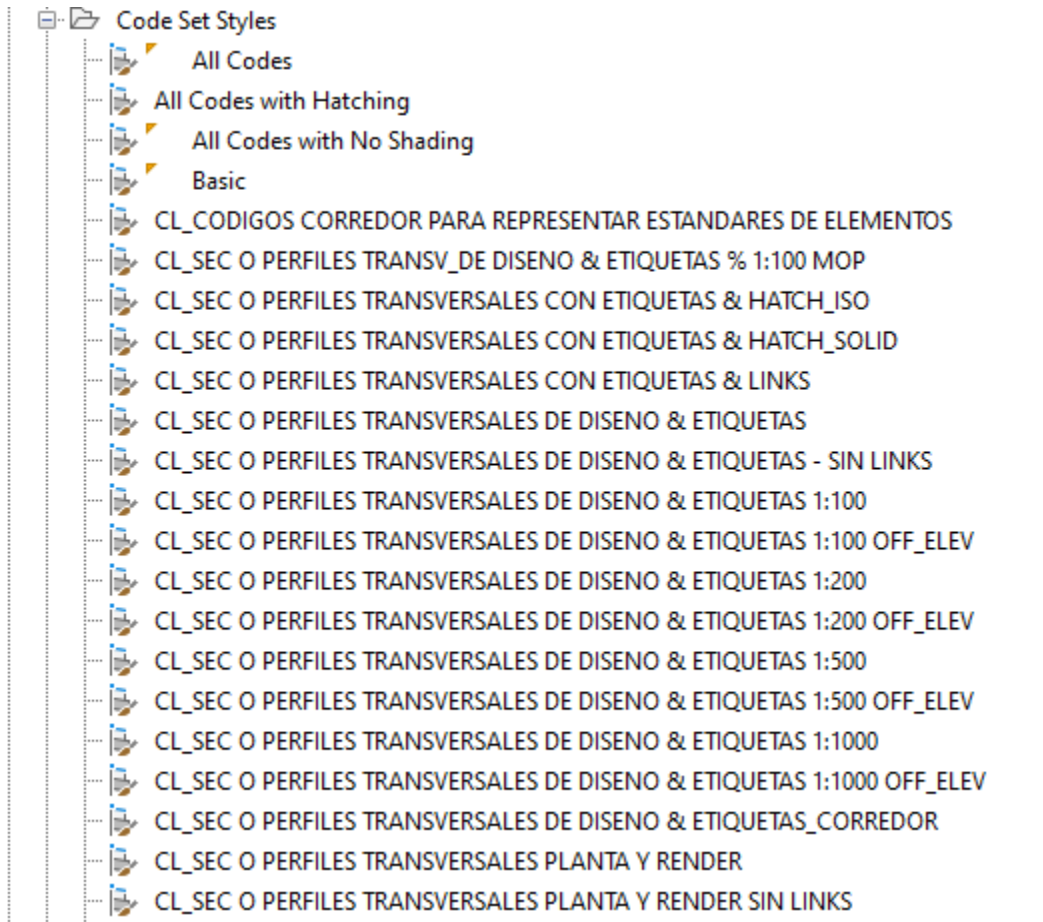 Code Set Styles
All Codes
All Codes with Hatching
All Codes with No Shading
Basic
CL_CODIGOS CORREDOR PARA REPRESENTAR ESTANDARES DE ELEMENTOS
CL_SEC O PERFILES TRANSV_DE DISENO & ETIQUETAS % 1:100 MOP
CL_SEC O PERFILES TRANSVERSALES CON ETIQUETAS & HATCH_ISO
CL_SEC O PERFILES TRANSVERSALES CON ETIQUETAS & HATCH_SOLID
CL_SEC O PERFILES TRANSVERSALES CON ETIQUETAS & LINKS
CL_SEC O PERFILES TRANSVERSALES DE DISENO & ETIQUETAS
CL_SEC O PERFILES TRANSVERSALES DE DISENO & ETIQUETAS - SIN LINKS
CL_SEC O PERFILES TRANSVERSALES DE DISENO & ETIQUETAS 1:100
CL_SEC O PERFILES TRANSVERSALES DE DISENO & ETIQUETAS 1:100 OFF_ELEV
CL_SEC O PERFILES TRANSVERSALES DE DISENO & ETIQUETAS 1:200
CL_SEC O PERFILES TRANSVERSALES DE DISENO & ETIQUETAS 1:200 OFF_ELEV
CL_SEC O PERFILES TRANSVERSALES DE DISENO & ETIQUETAS 1:500
CL_SEC O PERFILES TRANSVERSALES DE DISENO & ETIQUETAS 1:500 OFF_ELEV
CL_SEC O PERFILES TRANSVERSALES DE DISENO & ETIQUETAS 1:1000
CL_SEC O PERFILES TRANSVERSALES DE DISENO & ETIQUETAS 1:1000 OFF_ELEV
CL_SEC O PERFILES TRANSVERSALES DE DISENO & ETIQUETAS_CORREDOR
CL_SEC O PERFILES TRANSVERSALES PLANTA Y RENDER
CL_SEC O PERFILES TRANSVERSALES PLANTA Y RENDER SIN LINKS